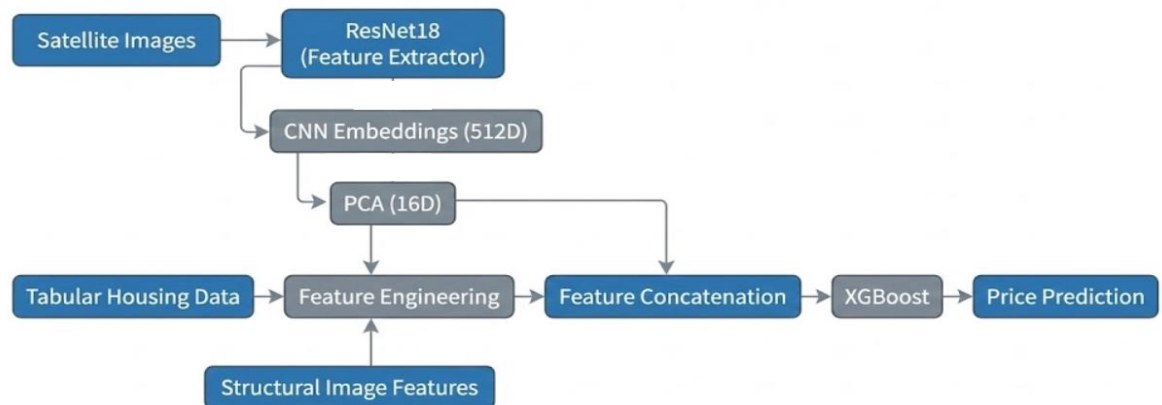 Satellite Images
ResNet18
(Feature Extractor)
CNN Embeddings (512D)
PCA (16D)
Tabular Housing Data
Feature Engineering
Feature Concatenation
XGBoost
Price Prediction
Structural Image Features